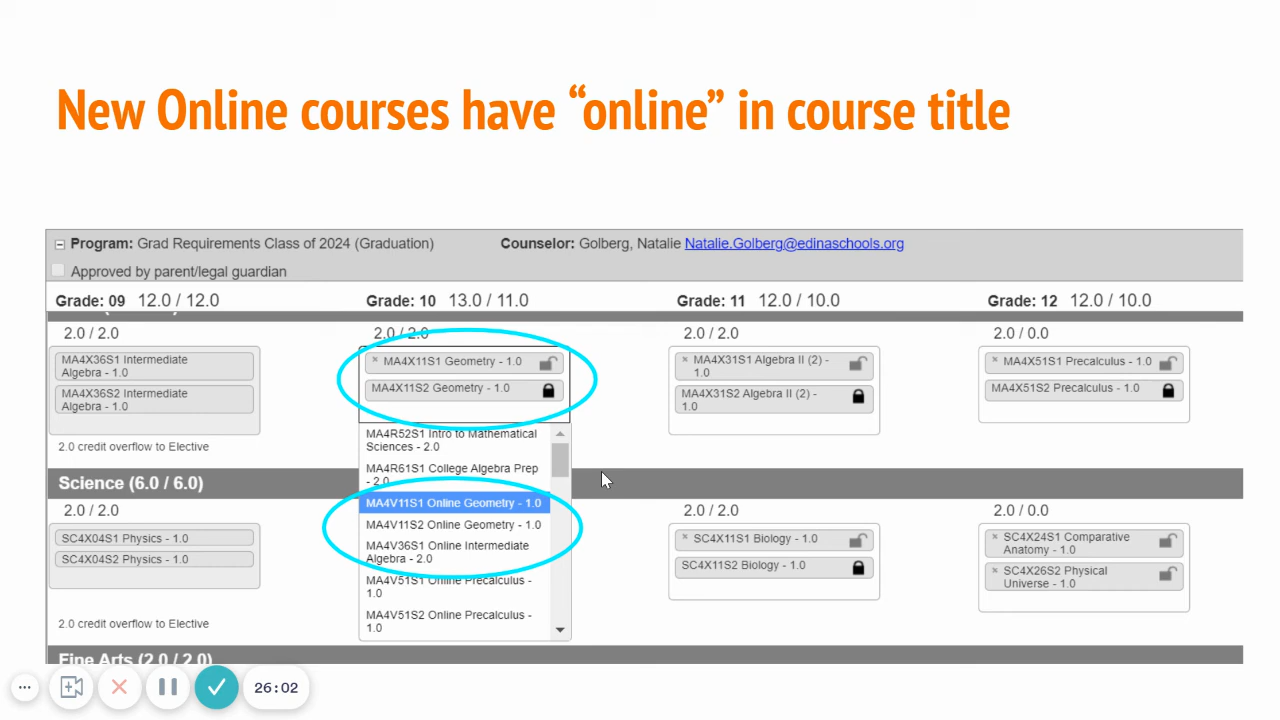 New Online courses have “online” in course title
Program: Grad Requirements Class of 2024 (Graduation) Counselor: Golberg, Natalie Natalie.Golberg@edinaschools.org
Approved by parent/legal guardian
Grade: 09 12.0 / 12.0 Grade: 10 13.0 / 11.0 Grade: 11 12.0 / 10.0 Grade: 12 12.0 / 10.0
2.0 / 2.0 2.0 / 2.0 2.0 / 2.0 2.0 / 0.0
MA4X36S1 Intermediate
Algebra - 1.0
MA4X36S2 Intermediate
Algebra - 1.0
2.0 credit overflow to Elective
MA4X11S1 Geometry - 1.0
MA4X11S2 Geometry - 1.0
MA4R52S1 Intro to Mathematical
Sciences - 2.0
MA4R61S1 College Algebra Prep
- 2.0
MA4V11S1 Online Geometry - 1.0
MA4V11S2 Online Geometry - 1.0
MA4V36S1 Online Intermediate
Algebra - 2.0
MA4V51S1 Online Precalculus -
1.0
MA4V51S2 Online Precalculus -
1.0
MA4X31S1 Algebra II (2) -
1.0
MA4X31S2 Algebra II (2) -
1.0
MA4X51S1 Precalculus - 1.0
MA4X51S2 Precalculus - 1.0
Science (6.0 / 6.0)
2.0 / 2.0 2.0 / 2.0 2.0 / 0.0
SC4X04S1 Physics - 1.0
SC4X04S2 Physics - 1.0
2.0 credit overflow to Elective
SC4X11S1 Biology - 1.0
SC4X11S2 Biology - 1.0
SC4X24S1 Comparative
Anatomy - 1.0
SC4X26S2 Physical
Universe - 1.0
Fine Arts (2.0 / 2.0)
26:02